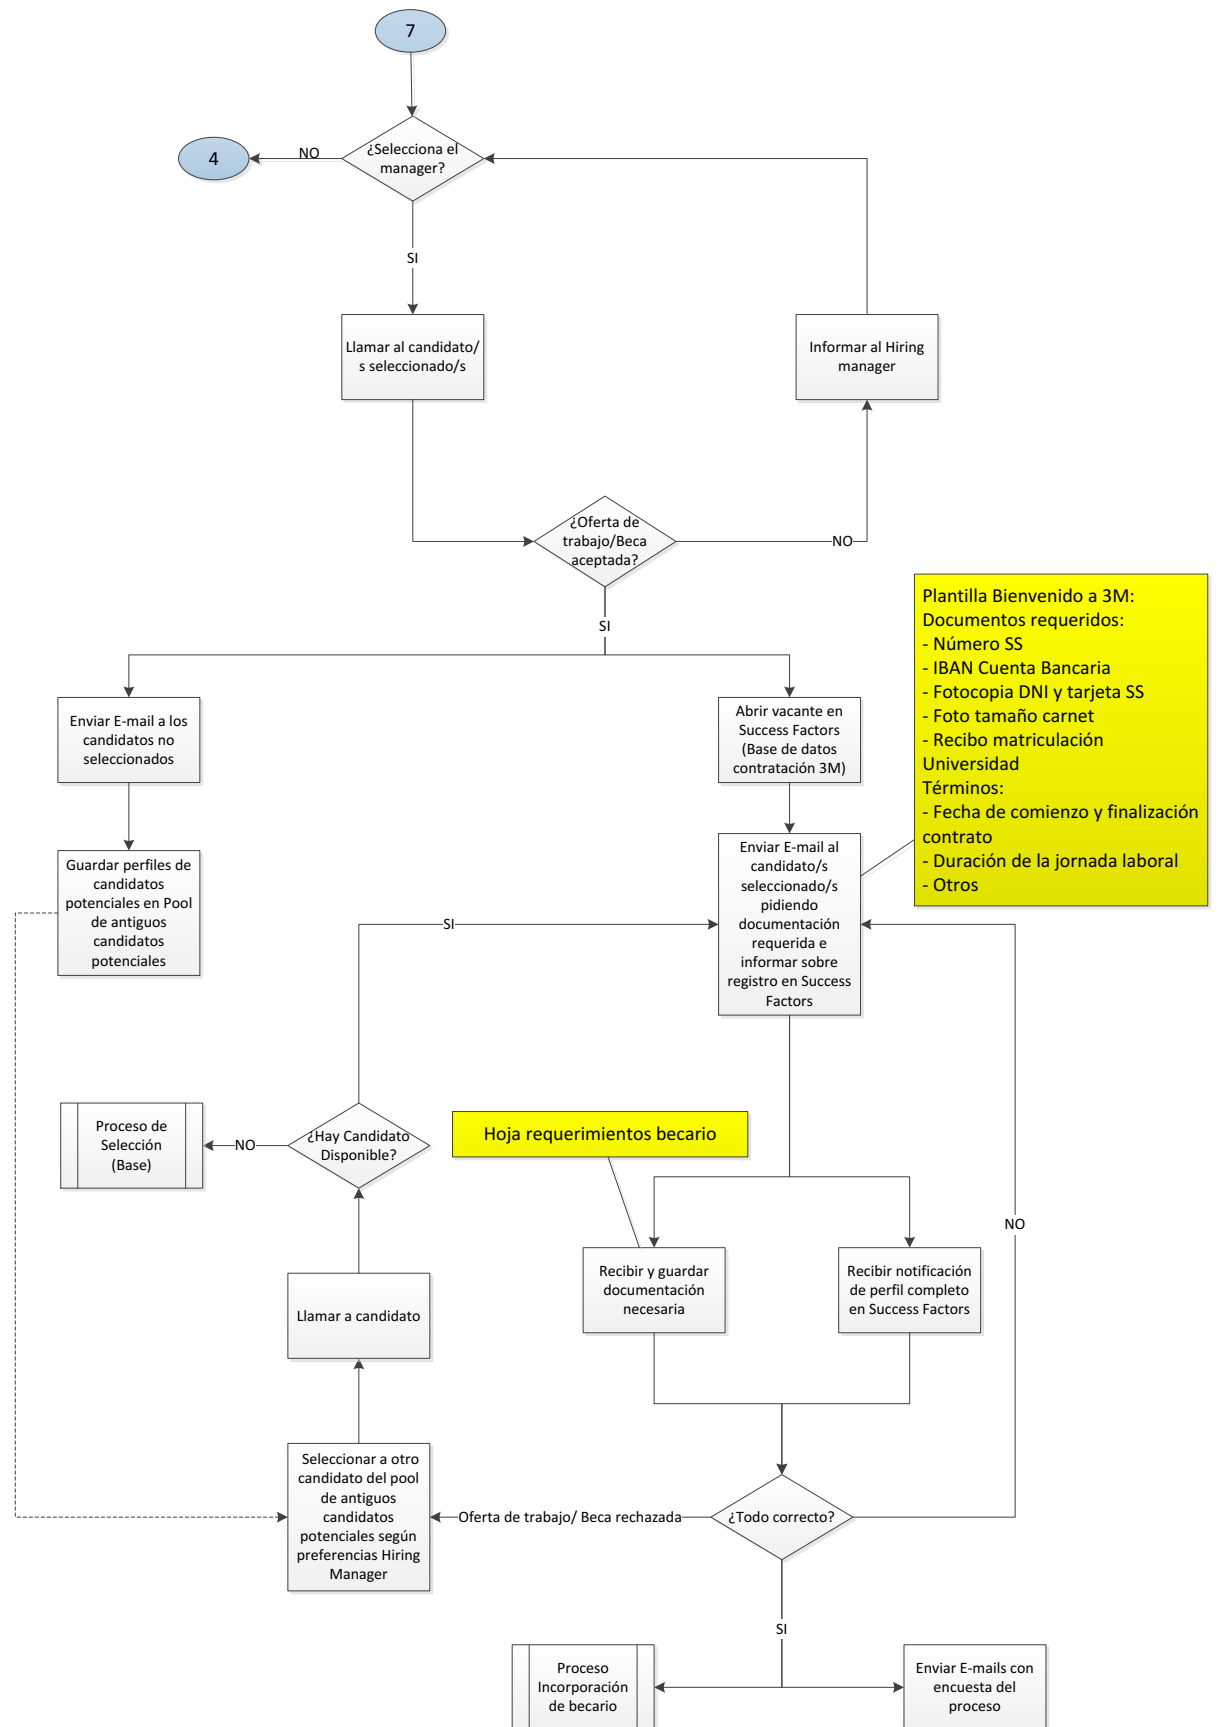 7
¿Selecciona el
manager?
NO
4
SI
Llamar al candidato/
s seleccionado/s
Informar al Hiring
manager
¿Oferta de
trabajo/Beca
aceptada?
NO
SI
Plantilla Bienvenido a 3M:
Documentos requeridos:
- Número SS
- IBAN Cuenta Bancaria
- Fotocopia DNI y tarjeta SS
- Foto tamaño carnet
- Recibo matriculación
Universidad
Términos:
- Fecha de comienzo y finalización
contrato
- Duración de la jornada laboral
- Otros
Enviar E-mail a los
candidatos no
seleccionados
Abrir vacante en
Success Factors
(Base de datos
contratación 3M)
Guardar perfiles de
candidatos
potenciales en Pool
de antiguos
candidatos
potenciales
Enviar E-mail al
candidato/s
seleccionado/s
pidiendo
documentación
requerida e
informar sobre
registro en Success
Factors
SI
Proceso de
Selección
(Base)
NO
¿Hay Candidato
Disponible?
Hoja requerimientos becario
NO
Llamar a candidato
Recibir y guardar
documentación
necesaria
Recibir notificación
de perfil completo
en Success Factors
Seleccionar a otro
candidato del pool
de antiguos
candidatos
potenciales según
preferencias Hiring
Manager
Oferta de trabajo/ Beca rechazada
¿Todo correcto?
SI
Proceso
Incorporación
de becario
Enviar E-mails con
encuesta del
proceso